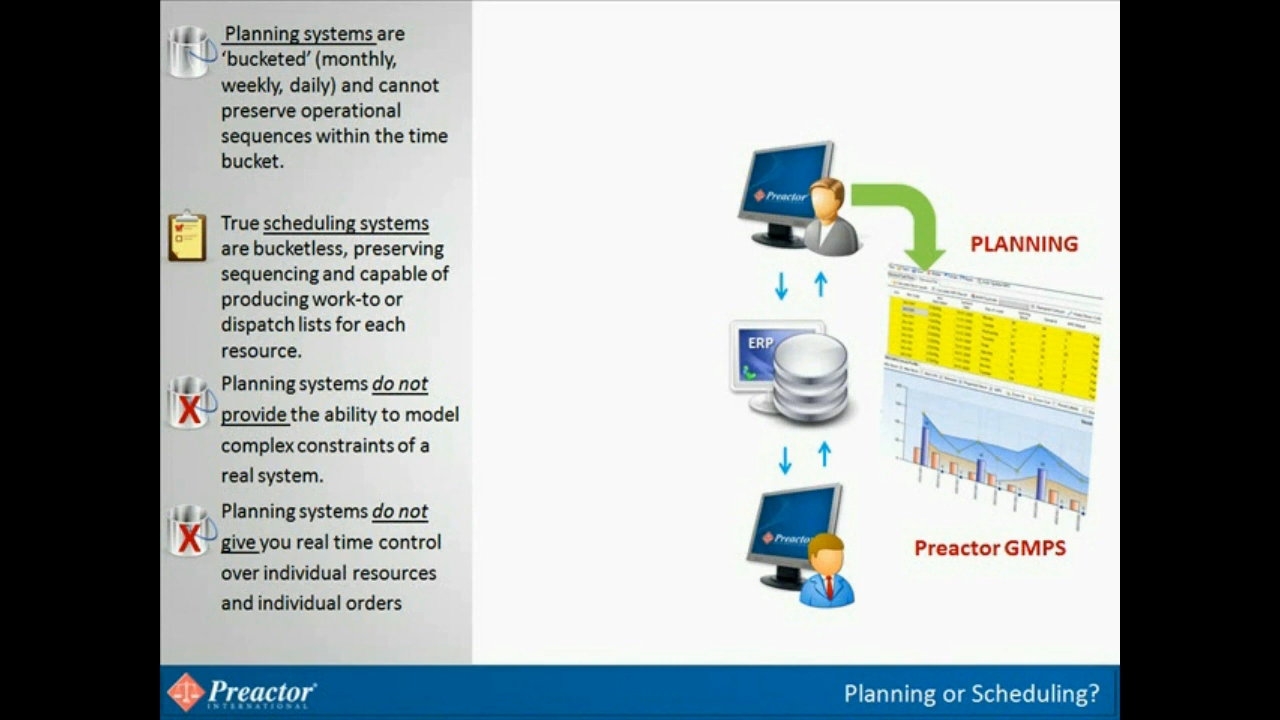 Planning systems are
‘bucketed’ (monthly,
weekly, daily) and cannot
preserve operational
sequences within the time
bucket.
True scheduling systems
are bucketless, preserving
sequencing and capable of
producing work-to or
dispatch lists for each
resource.
Planning systems do not
provide the ability to model
complex constraints of a
real system.
Planning systems do not
give you real time control
over individual resources
and individual orders
Preactor
PLANNING
ERP
Preactor GMPS
Preactor
Preactor
INTERNATIONAL
Planning or Scheduling?